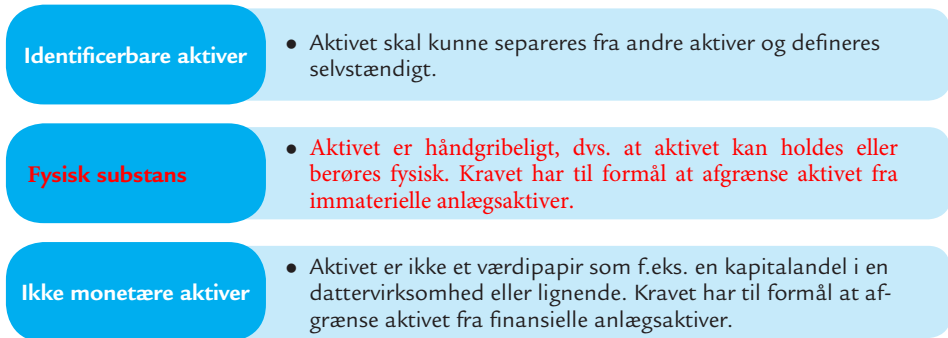 Identificerbare aktiver
• Aktivet skal kunne separeres fra andre aktiver og defineres
selvstændigt.
Fysisk substans
• Aktivet er håndgribeligt, dvs. at aktivet kan holdes eller
berøres fysisk. Kravet har til formål at afgrænse aktivet fra
immaterielle anlægsaktiver.
Ikke monetære aktiver
• Aktivet er ikke et værdipapir som f.eks. en kapitalandel i en
dattervirksomhed eller lignende. Kravet har til formål at af-
grænse aktivet fra finansielle anlægsaktiver.